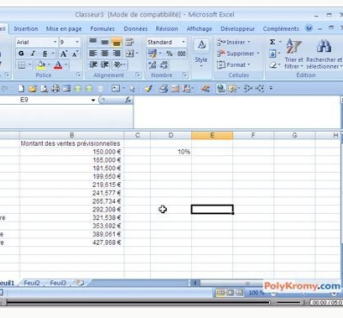 Classeur3 [Mode de compatibilité] - Microsoft Excel
Insertion Mise en page Formules Données Révision Affichage Développeur Compléments
Arial 9 Standard Insérer
Supprimer
Style Format Trier et filtrer Rechercher et sélectionner
Police Alignement Nombre Cellules Édition
E9 fx
B C D E F G H
Montant des ventes prévisionnelles
150,000 € 10%
165,000 €
181,500 €
199,650 €
219,615 €
241,577 €
265,734 €
292,308 €
321,538 €
353,692 €
389,061 €
427,968 €
Feuil2 Feuil3
100 %
PolyKromy.com